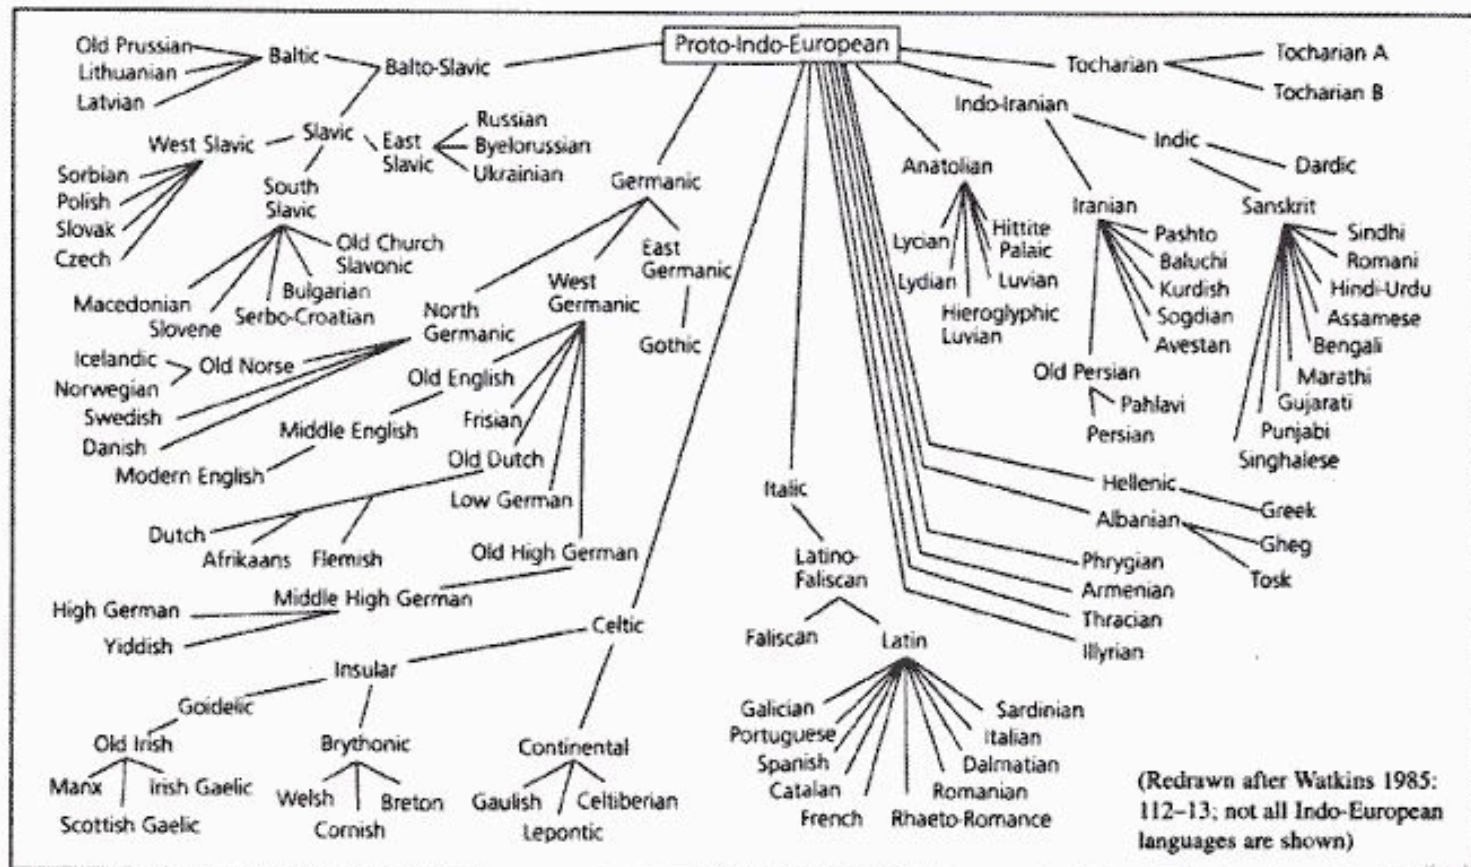 Proto-Indo-European
Old Prussian
Lithuanian
Latvian
Baltic
Balto-Slavic
Slavic
West Slavic
Sorbian
Polish
Slovak
Czech
East
Slavic
Russian
Byelorussian
Ukrainian
South
Slavic
Old Church
Slavonic
Bulgarian
Serbo-Croatian
Slovene
Macedonian
Germanic
North
Germanic
Old Norse
Icelandic
Norwegian
Swedish
Danish
West
Germanic
Old English
Middle English
Modern English
Frisian
Old Dutch
Dutch
Afrikaans
Flemish
Low German
Old High German
Middle High German
High German
Yiddish
East
Germanic
Gothic
Celtic
Insular
Goidelic
Old Irish
Manx
Scottish Gaelic
Irish Gaelic
Brythonic
Welsh
Cornish
Breton
Continental
Gaulish
Lepontic
Celtiberian
Italic
Latino-
Faliscan
Faliscan
Latin
Galician
Portuguese
Spanish
Catalan
French
Rhaeto-Romance
Romanian
Dalmatian
Italian
Sardinian
Anatolian
Lycian
Lydian
Hieroglyphic
Luvian
Luvian
Hittite
Palaic
Tocharian
Tocharian A
Tocharian B
Indo-Iranian
Indic
Dardic
Sanskrit
Sindhi
Romani
Hindi-Urdu
Assamese
Bengali
Marathi
Gujarati
Punjabi
Singhalese
Iranian
Pashto
Baluchi
Kurdish
Sogdian
Avestan
Old Persian
Pahlavi
Persian
Hellenic
Greek
Albanian
Gheg
Tosk
Phrygian
Armenian
Thracian
Illyrian
(Redrawn after Watkins 1985:
112–13; not all Indo-European
languages are shown)